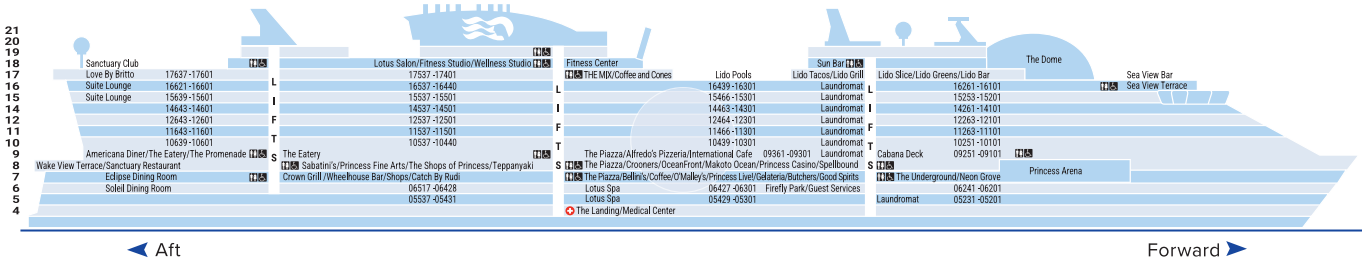 21
20
19
18 Sanctuary Club Lotus Salon/Fitness Studio/Wellness Studio Fitness Center Sun Bar The Dome
17 Love By Britto 17637 -17601 17537 -17401 THE MIX/Coffee and Cones Lido Pools Lido Tacos/Lido Grill Lido Slice/Lido Greens/Lido Bar Sea View Bar
16 Suite Lounge 16621 -16601 16537 -16440 16439 -16301 Laundromat 16261 -16101 Sea View Terrace
15 Suite Lounge 15639 -15601 15537 -15501 15466 -15301 Laundromat 15253 -15201
14 14643 -14601 14537 -14501 14463 -14301 Laundromat 14261 -14101
12 12643 -12601 12537 -12501 12464 -12301 Laundromat 12263 -12101
11 11643 -11601 11537 -11501 11466 -11301 Laundromat 11263 -11101
10 10639 -10601 10537 -10440 10439 -10301 Laundromat 10251 -10101
9 Americana Diner/The Eatery/The Promenade The Eatery The Piazza/Alfredo's Pizzeria/International Cafe 09361 -09301 Laundromat Cabana Deck 09251 -09101
8 Wake View Terrace/Sanctuary Restaurant Sabatini's/Princess Fine Arts/The Shops of Princess/Teppanyaki The Piazza/Crooners/OceanFront/Makoto Ocean/Princess Casino/Spellbound
7 Eclipse Dining Room Crown Grill /Wheelhouse Bar/Shops/Catch By Rudi The Piazza/Bellini's/Coffee/O'Malley's/Princess Live!/Gelateria/Butchers/Good Spirits The Underground/Neon Grove Princess Arena
6 Soleil Dining Room 06517 -06428 Lotus Spa 06427 -06301 Firefly Park/Guest Services 06241 -06201
5 05537 -05431 Lotus Spa 05429 -05301 Laundromat 05231 -05201
4 The Landing/Medical Center
LIFTS
LIFTS
LIFTS
Aft Forward